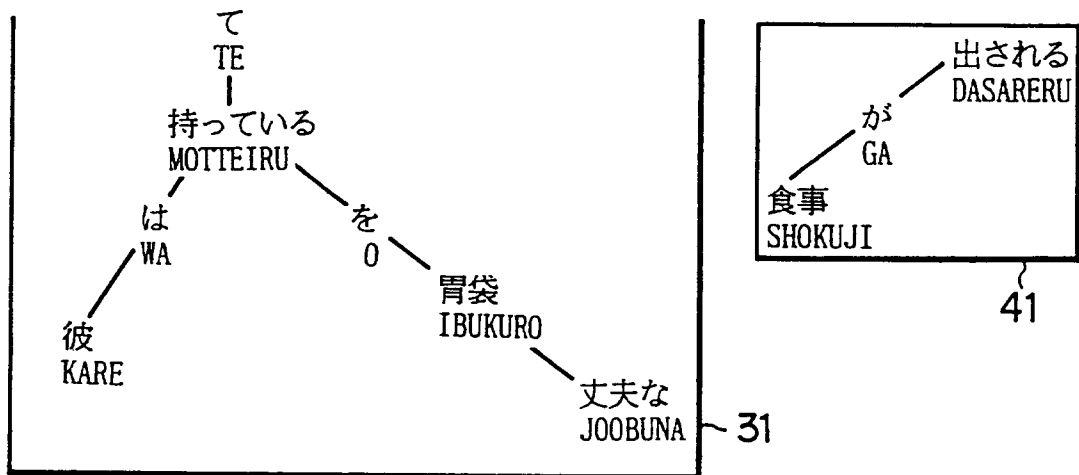 て
TE
持っている
MOTTEIRU
は
WA
を
O
胃袋
IBUKURO
彼
KARE
丈夫な
JOOBUNA
31
出される
DASARERU
が
GA
食事
SHOKUJI
41